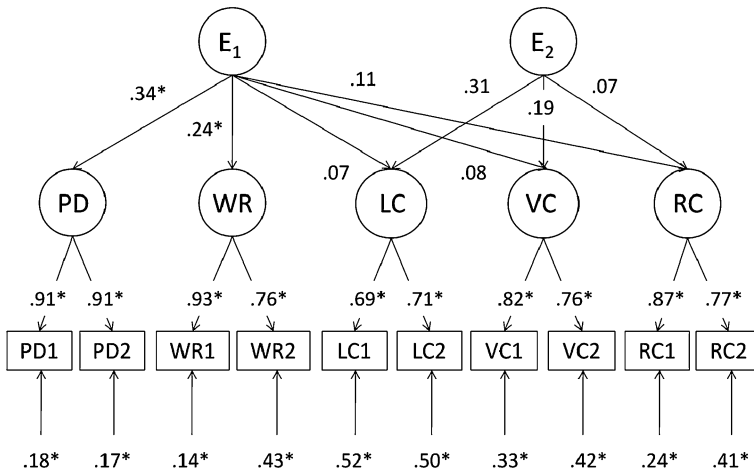 E₁ E₂
.34* .24* .11 .31 .19 .07
.07 .08
PD WR LC VC RC
.91* .91* .93* .76* .69* .71* .82* .76* .87* .77*
PD1 PD2 WR1 WR2 LC1 LC2 VC1 VC2 RC1 RC2
.18* .17* .14* .43* .52* .50* .33* .42* .24* .41*